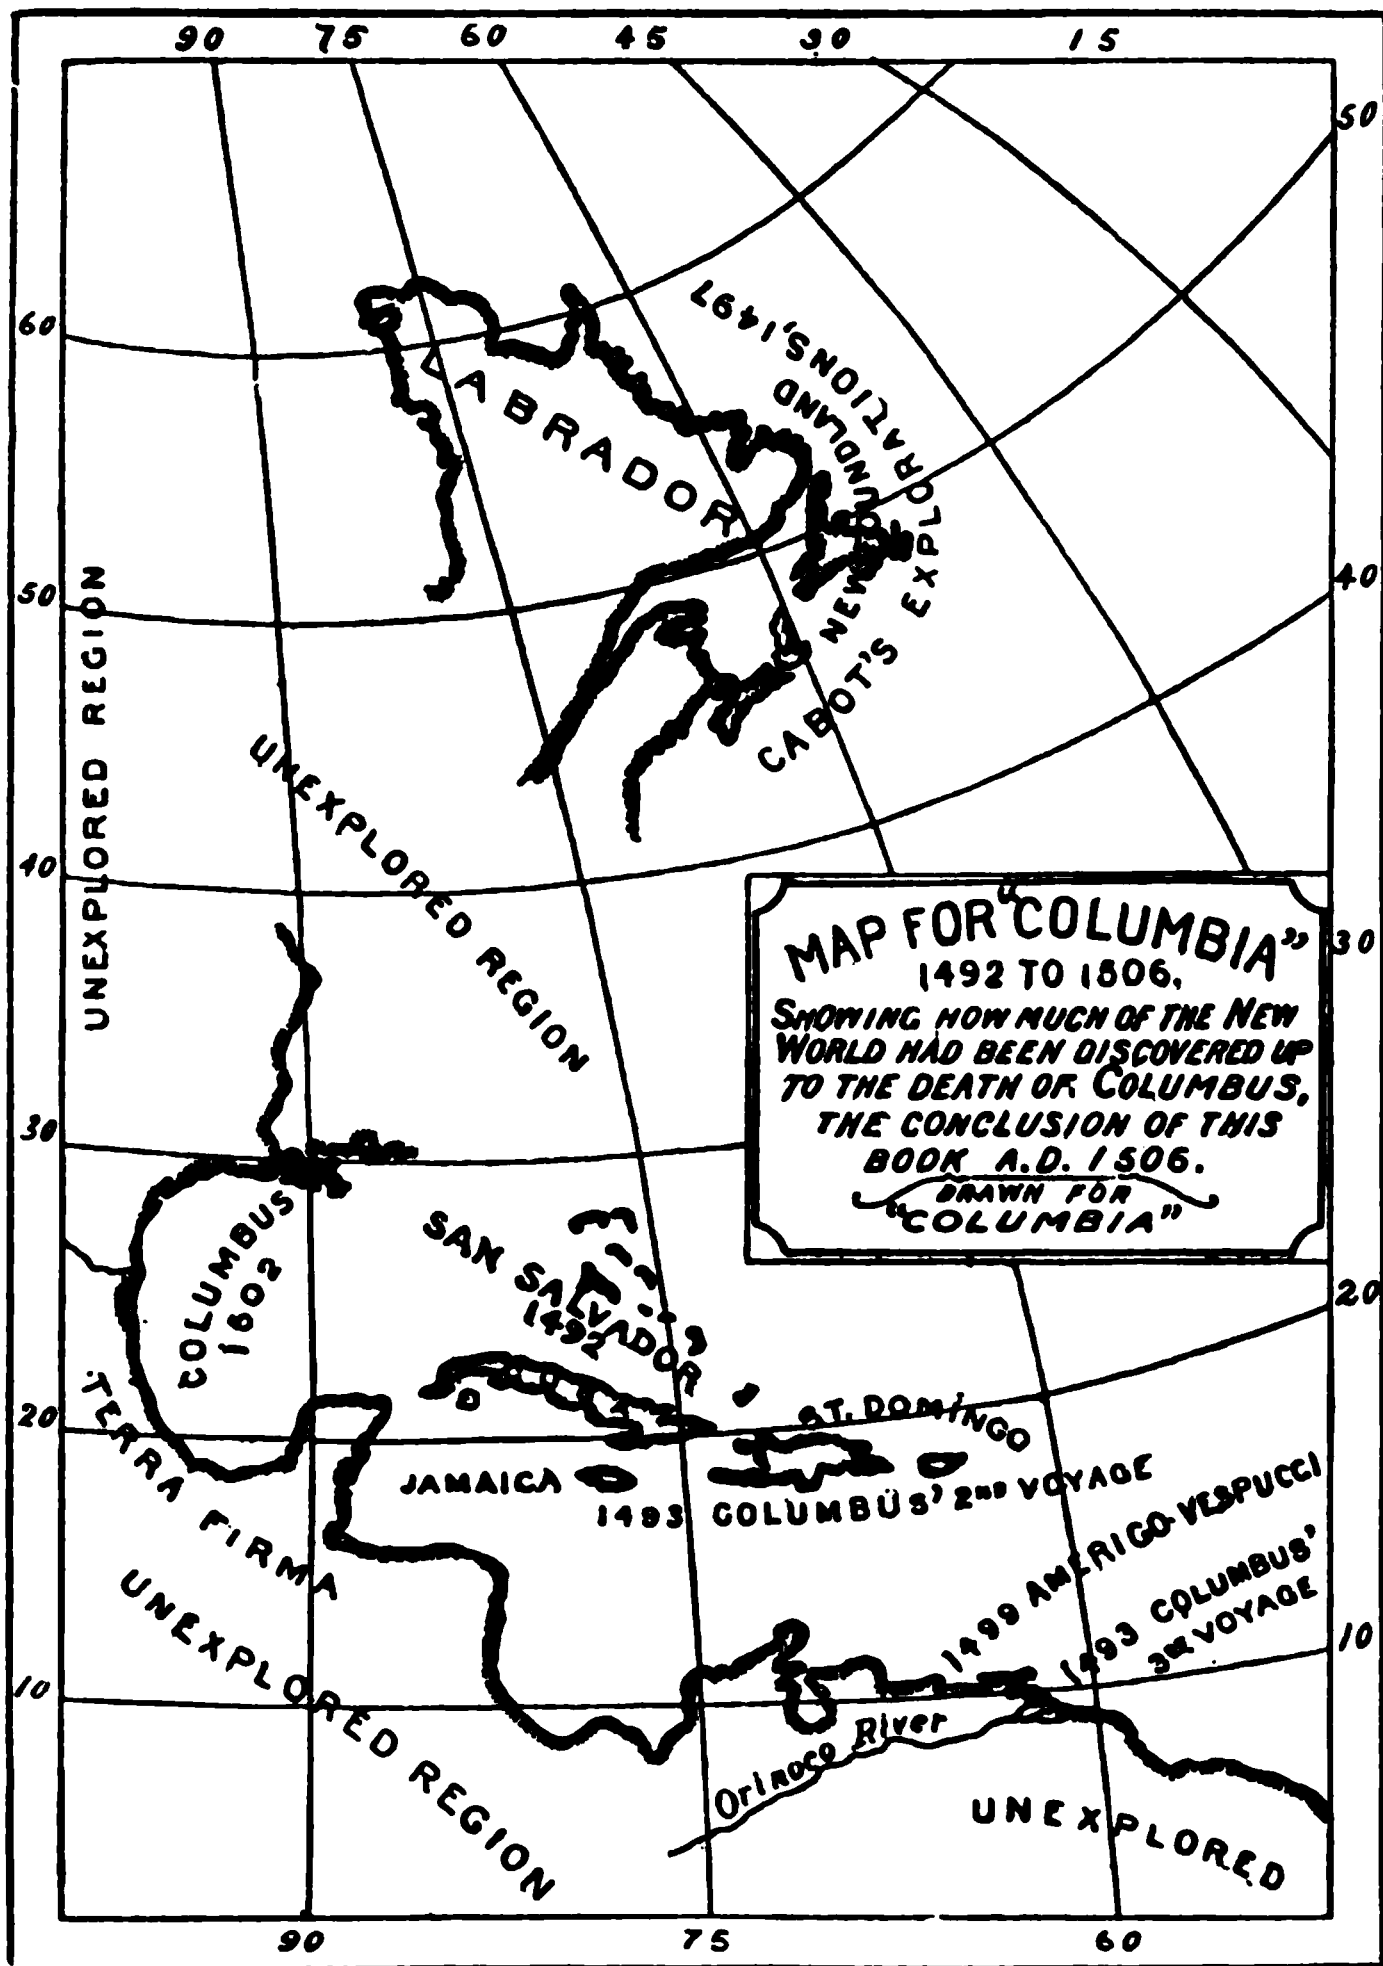 90 75 60 45 30 15
50
60
LABRADOR
NEWFOUNDLAND
CABOT'S EXPLORATIONS, 1497
50
40
UNEXPLORED REGION
UNEXPLORED REGION
40
30
MAP FOR "COLUMBIA"
1492 TO 1506.
SHOWING HOW MUCH OF THE NEW
WORLD HAD BEEN DISCOVERED UP
TO THE DEATH OF COLUMBUS,
THE CONCLUSION OF THIS
BOOK A.D. 1506.
DRAWN FOR
"COLUMBIA"
30
COLUMBUS
1602
SAN SALVADOR
1492
20
20
TERRA FIRMA
ST. DOMINGO
JAMAICA
1493 COLUMBUS' 2ND VOYAGE
1499 AMERIGO VESPUCCI
1493 COLUMBUS'
3RD VOYAGE
UNEXPLORED REGION
10
10
Orinoco River
UNEXPLORED
90 75 60